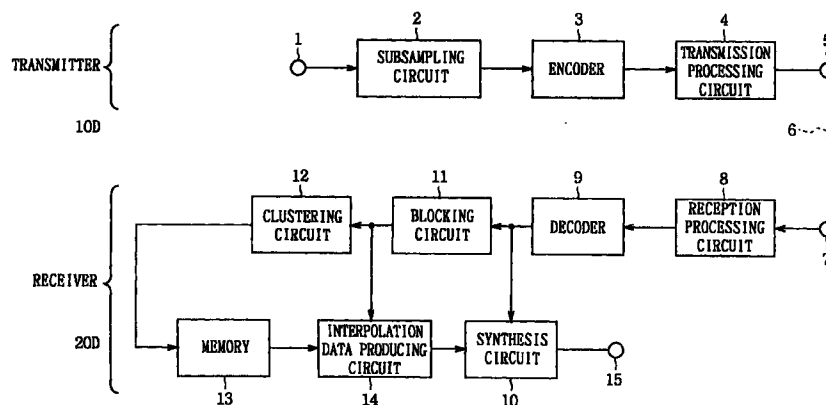 1
2
3
4
5
TRANSMITTER
SUBSAMPLING
CIRCUIT
ENCODER
TRANSMISSION
PROCESSING
CIRCUIT
10D
6
12
11
9
8
CLUSTERING
CIRCUIT
BLOCKING
CIRCUIT
DECODER
RECEPTION
PROCESSING
CIRCUIT
7
RECEIVER
20D
MEMORY
INTERPOLATION
DATA PRODUCING
CIRCUIT
SYNTHESIS
CIRCUIT
13
14
10
15